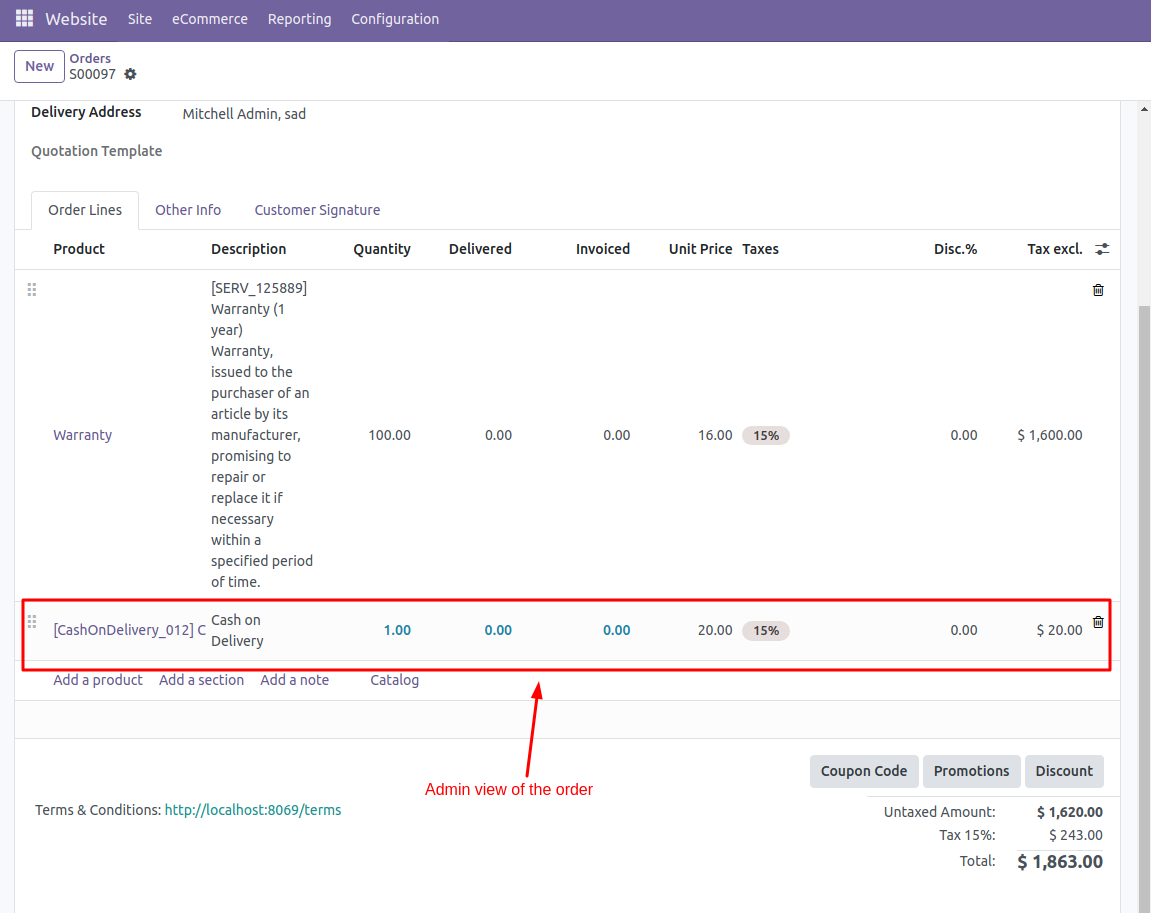 Website Site eCommerce Reporting Configuration
New Orders
S00097
Delivery Address Mitchell Admin, sad
Quotation Template
Order Lines Other Info Customer Signature
Product Description Quantity Delivered Invoiced Unit Price Taxes Disc.% Tax excl.
[SERV_125889]
Warranty (1
year)
Warranty,
issued to the
purchaser of an
article by its
Warranty manufacturer, 100.00 0.00 0.00 16.00 15% 0.00 $ 1,600.00
promising to
repair or
replace it if
necessary
within a
specified period
of time.
[CashOnDelivery_012] C Cash on
Delivery 1.00 0.00 0.00 20.00 15% 0.00 $ 20.00
Add a product Add a section Add a note Catalog
Coupon Code Promotions Discount
Admin view of the order
Terms & Conditions: http://localhost:8069/terms
Untaxed Amount: $ 1,620.00
Tax 15%: $ 243.00
Total: $ 1,863.00